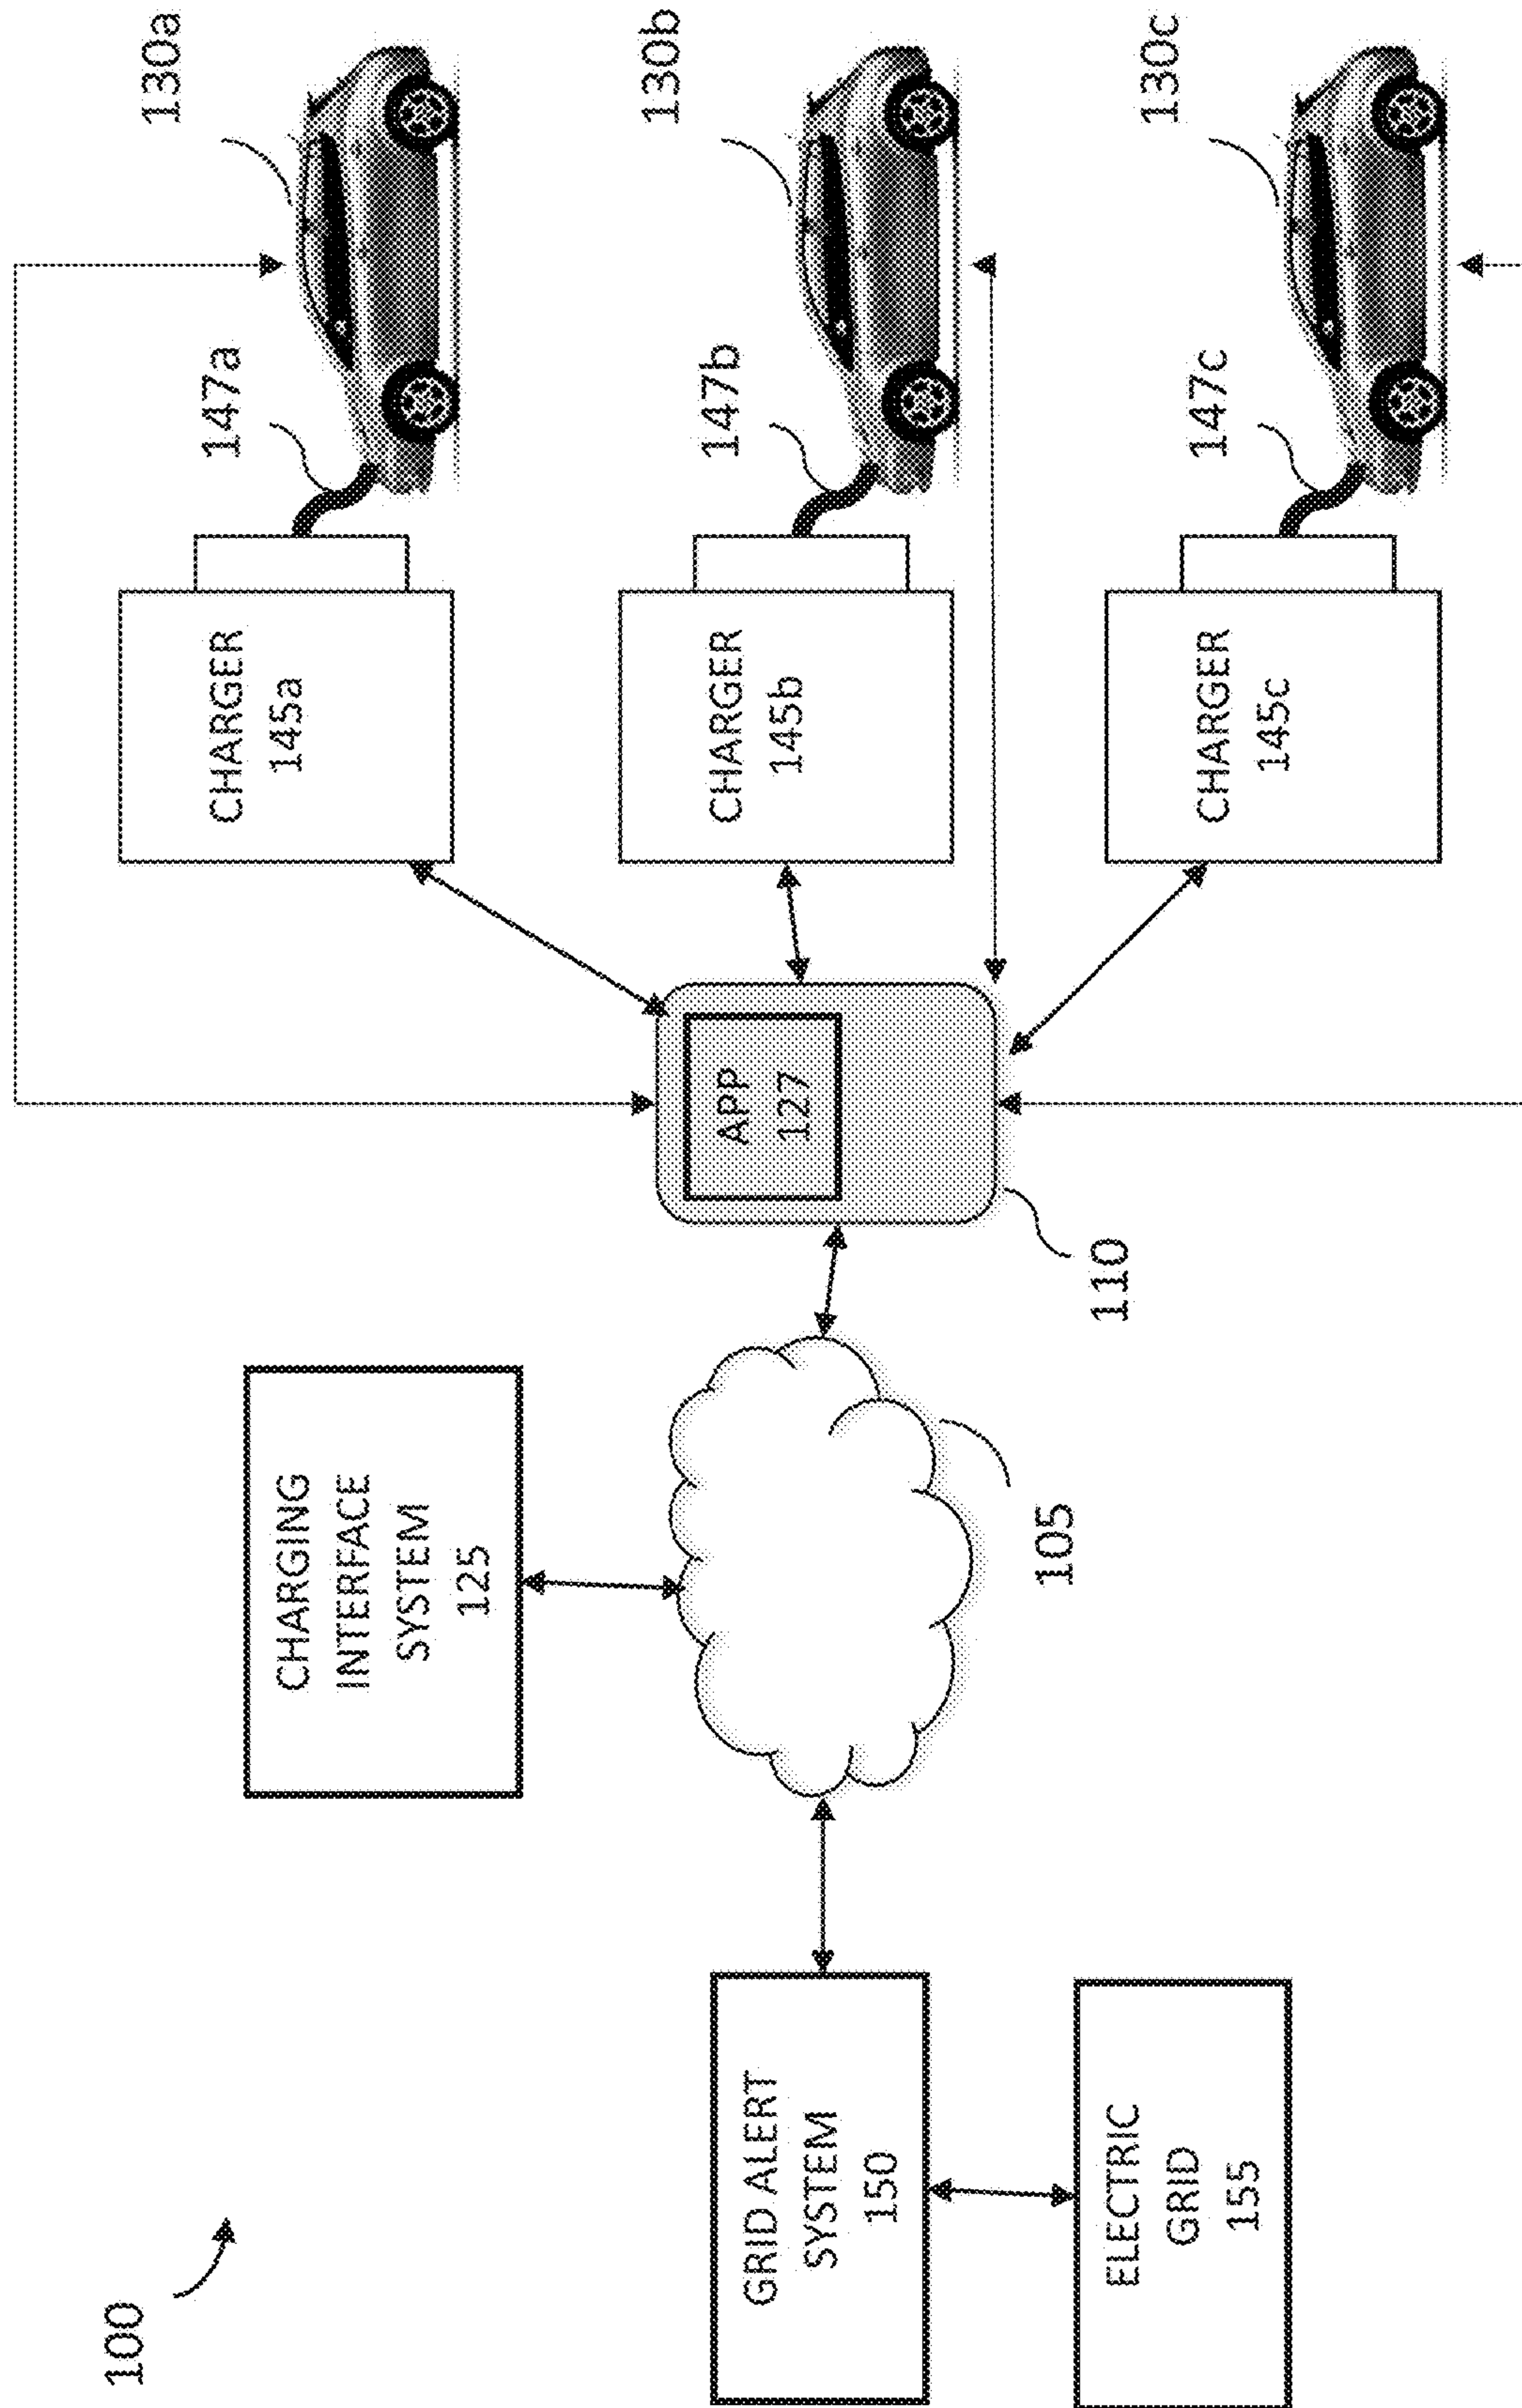 100
CHARGING
INTERFACE
SYSTEM
125
GRID ALERT
SYSTEM
150
ELECTRIC
GRID
155
105
APP
127
110
CHARGER
145a
147a
130a
CHARGER
145b
147b
130b
CHARGER
145c
147c
130c